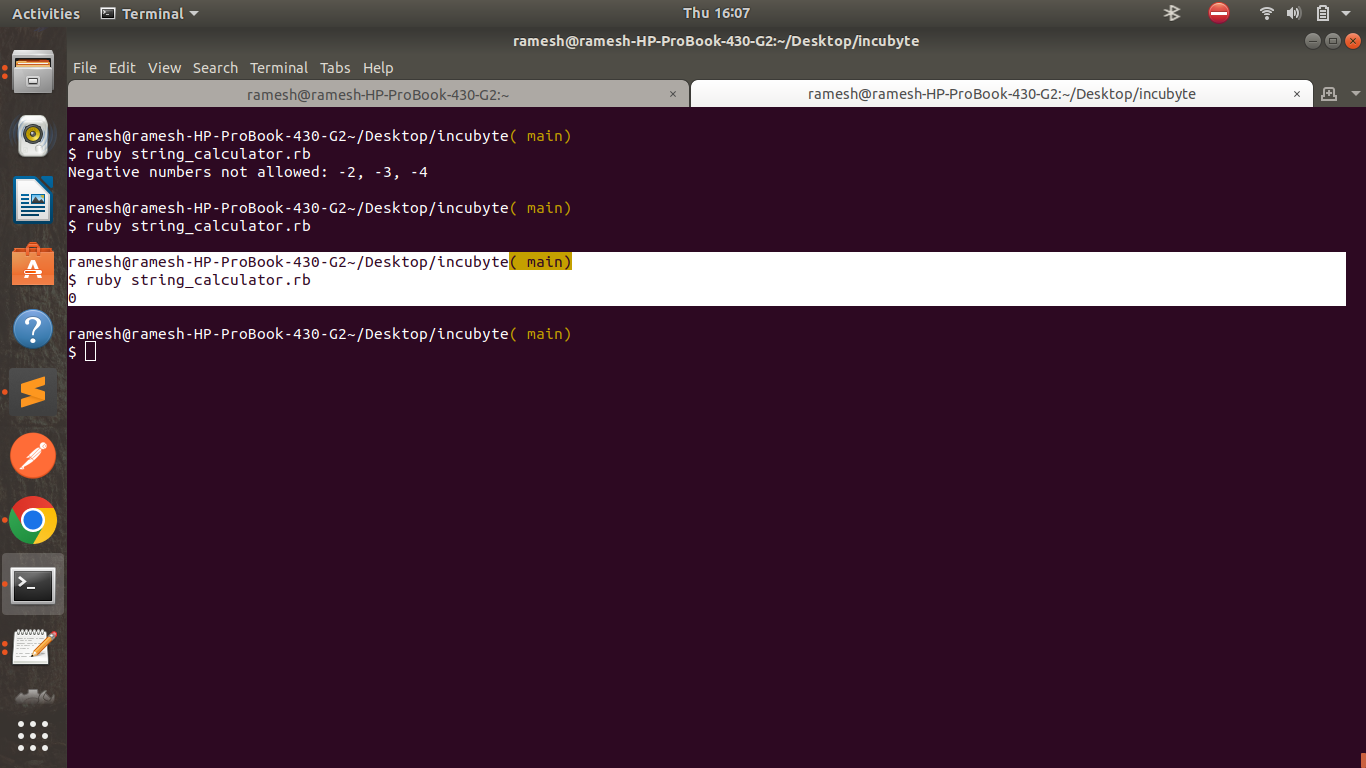 Activities Terminal Thu 16:07
ramesh@ramesh-HP-ProBook-430-G2:~/Desktop/incubyte
File Edit View Search Terminal Tabs Help
ramesh@ramesh-HP-ProBook-430-G2:~ × ramesh@ramesh-HP-ProBook-430-G2:~/Desktop/incubyte ×
ramesh@ramesh-HP-ProBook-430-G2~/Desktop/incubyte( main)
$ ruby string_calculator.rb
Negative numbers not allowed: -2, -3, -4
ramesh@ramesh-HP-ProBook-430-G2~/Desktop/incubyte( main)
$ ruby string_calculator.rb
ramesh@ramesh-HP-ProBook-430-G2~/Desktop/incubyte( main)
$ ruby string_calculator.rb
0
ramesh@ramesh-HP-ProBook-430-G2~/Desktop/incubyte( main)
$